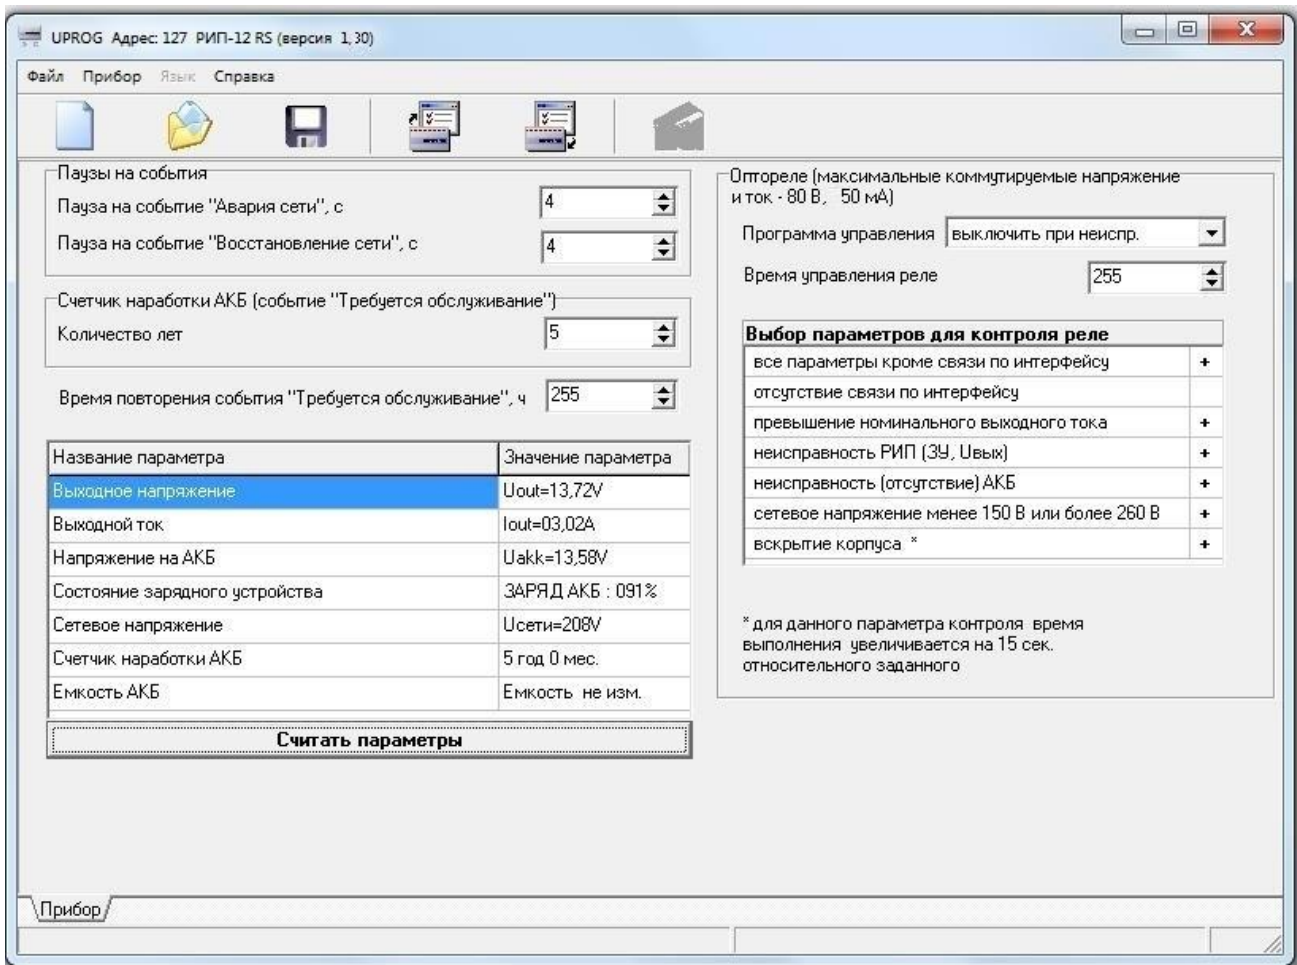 UPROG Адрес: 127 РИП-12 RS (версия 1,30)
Файл Прибор Язык Справка
Паузы на события
Пауза на событие "Авария сети", с 4
Пауза на событие "Восстановление сети", с 4
Счетчик наработки АКБ (событие "Требуется обслуживание")
Количество лет 5
Время повторения события "Требуется обслуживание", ч 255
Название параметра Значение параметра
Выходное напряжение Uout=13,72V
Выходной ток Iout=03,02A
Напряжение на АКБ Uakk=13,58V
Состояние зарядного устройства ЗАРЯД АКБ : 091%
Сетевое напряжение Uсети=208V
Счетчик наработки АКБ 5 год 0 мес.
Емкость АКБ Емкость не изм.
Считать параметры
Оптореле (максимальные коммутируемые напряжение
и ток - 80 В, 50 мА)
Программа управления выключить при неиспр.
Время управления реле 255
Выбор параметров для контроля реле
все параметры кроме связи по интерфейсу +
отсутствие связи по интерфейсу
превышение номинального выходного тока +
неисправность РИП (ЗУ, Uвых) +
неисправность (отсутствие) АКБ +
сетевое напряжение менее 150 В или более 260 В +
вскрытие корпуса * +
* для данного параметра контроля время
выполнения увеличивается на 15 сек.
относительного заданного
Прибор